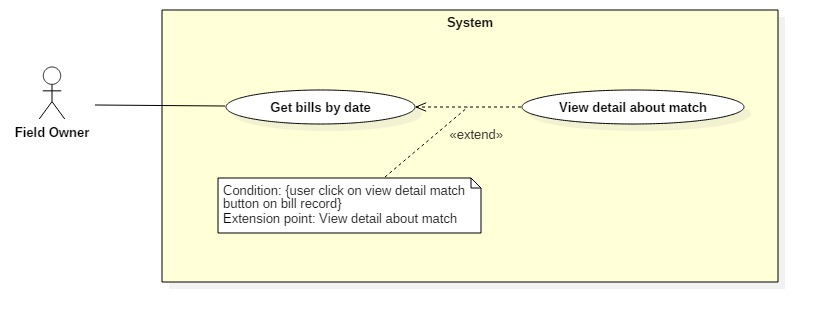 System
Get bills by date
View detail about match
Field Owner
«extend»
Condition: {user click on view detail match
button on bill record}
Extension point: View detail about match